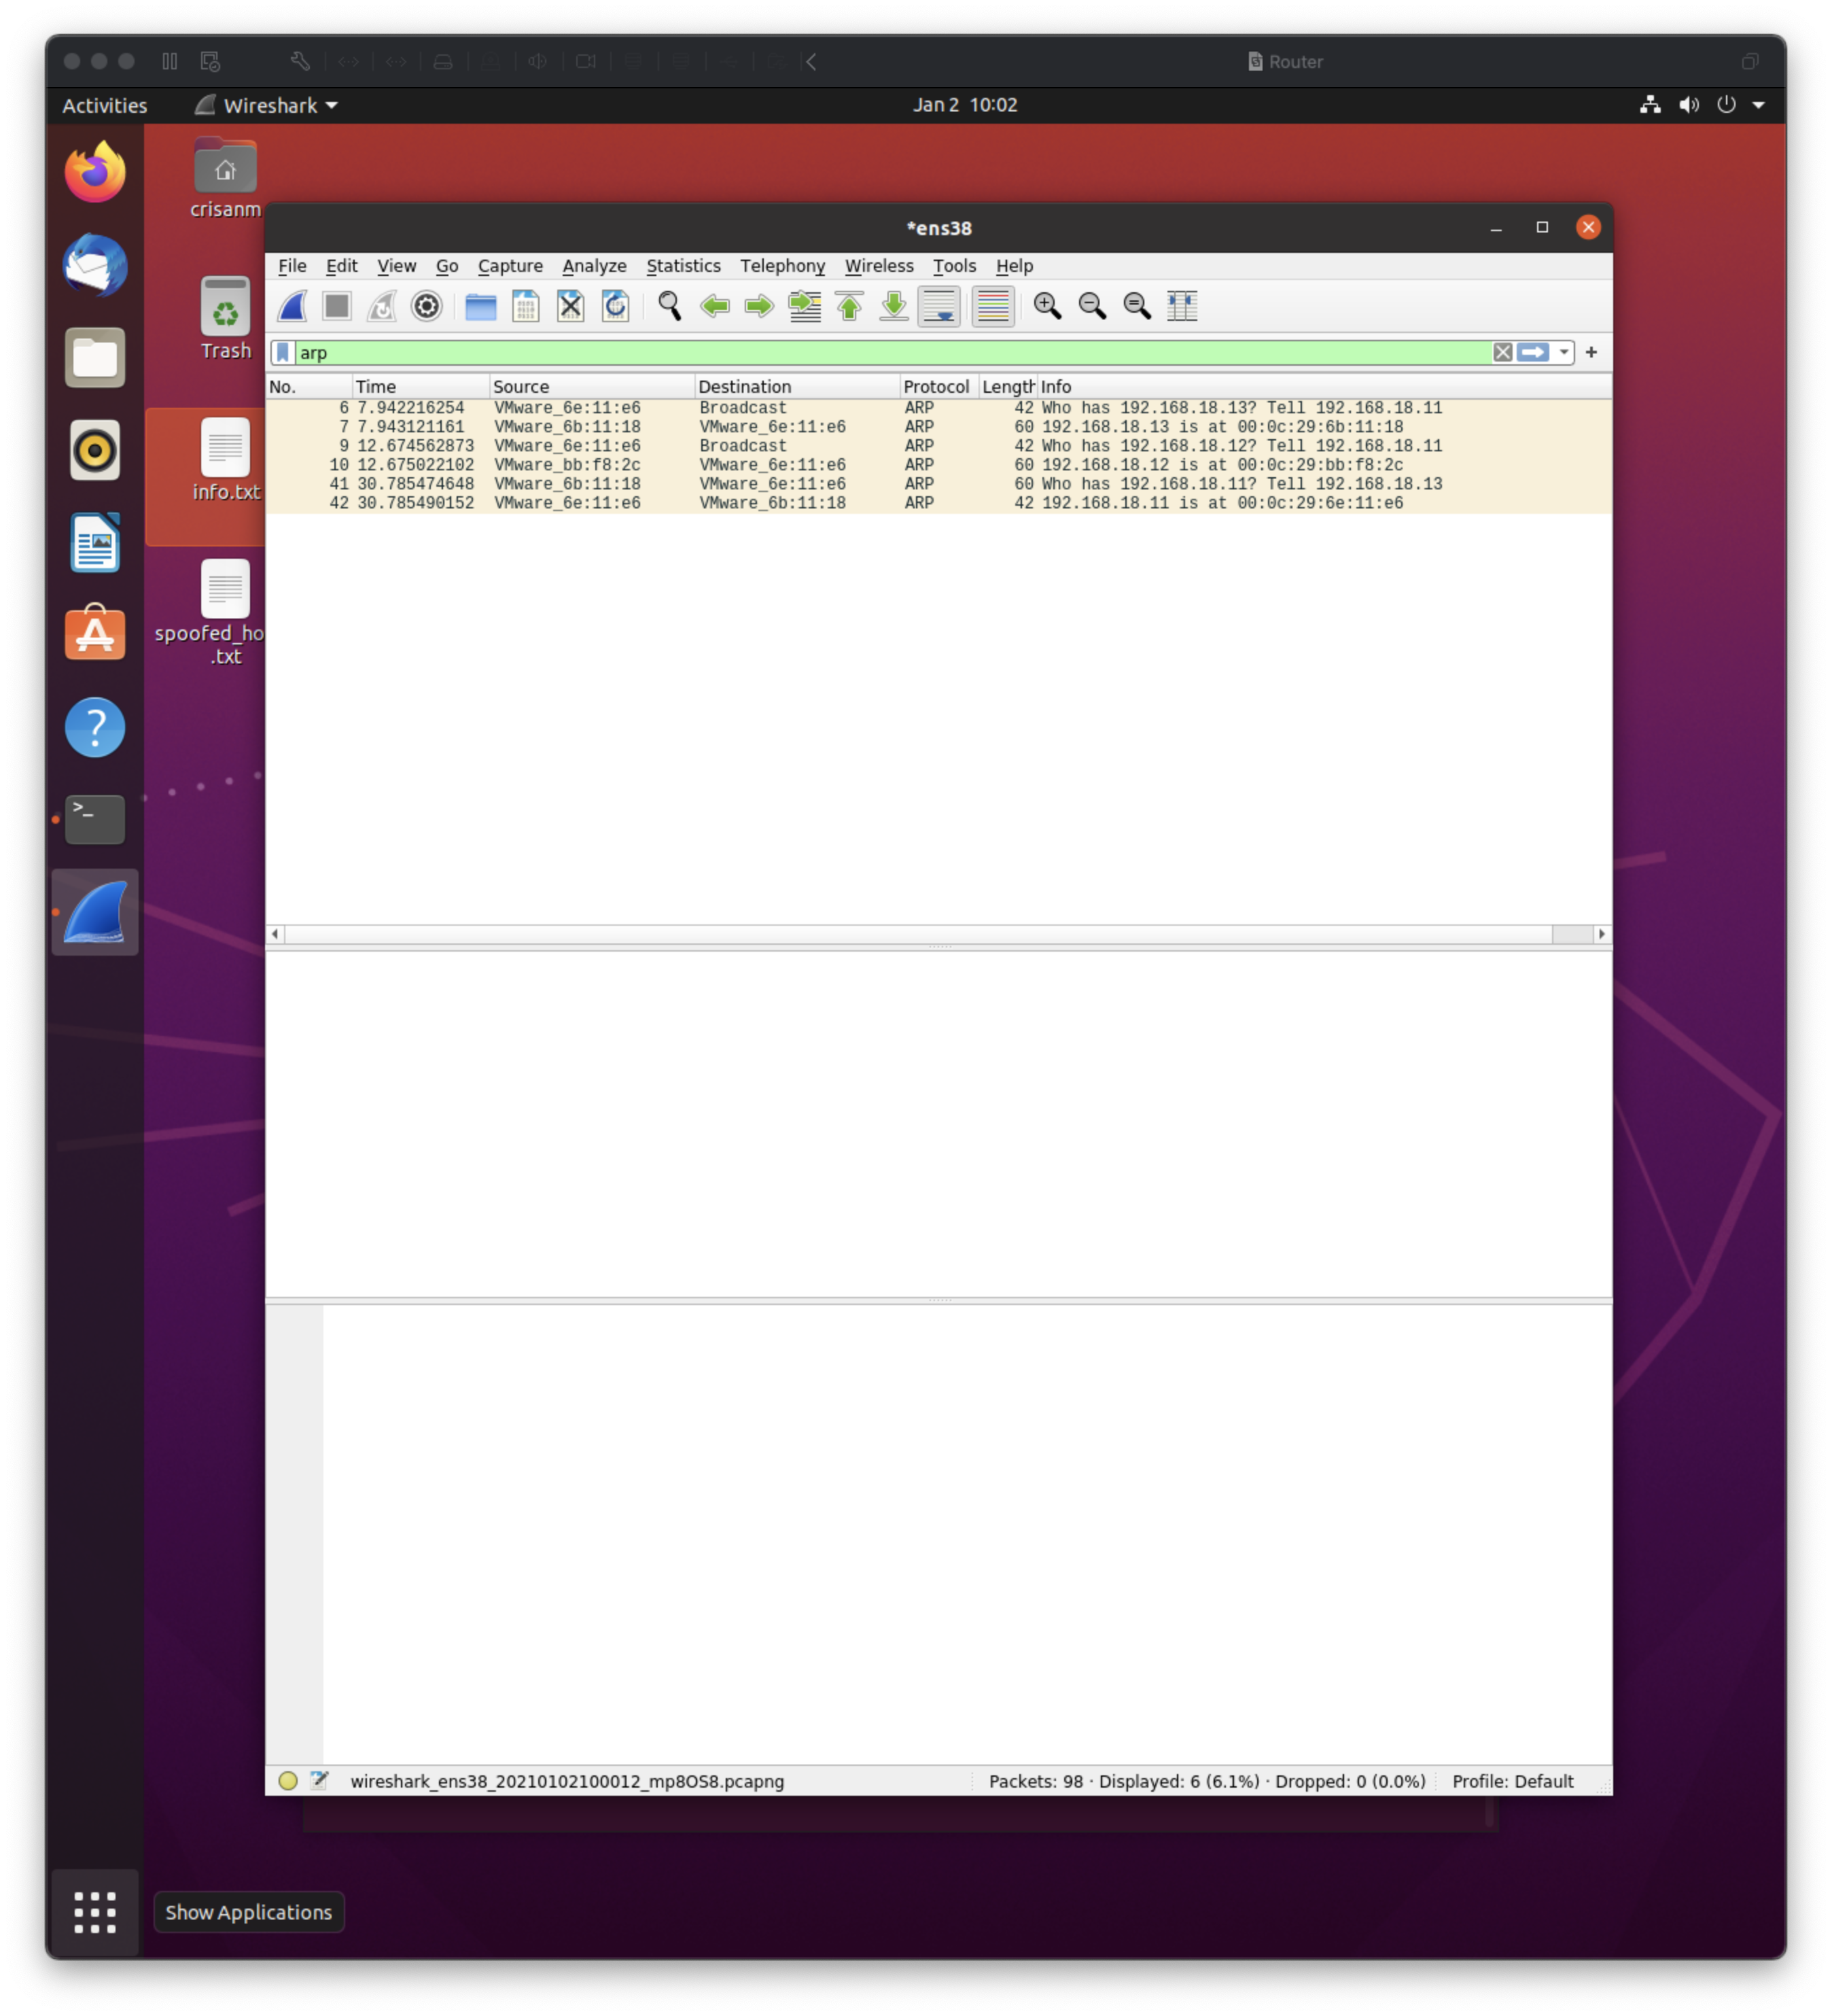 Router
Activities
Wireshark
Jan 2 10:02
crisanm
Trash
info.txt
spoofed_ho
.txt
*ens38
File Edit View Go Capture Analyze Statistics Telephony Wireless Tools Help
arp
+
No. Time Source Destination Protocol Length Info
6 7.942216254 VMware_6e:11:e6 Broadcast ARP 42 Who has 192.168.18.13? Tell 192.168.18.11
7 7.943121161 VMware_6b:11:18 VMware_6e:11:e6 ARP 60 192.168.18.13 is at 00:0c:29:6b:11:18
9 12.674562873 VMware_6e:11:e6 Broadcast ARP 42 Who has 192.168.18.12? Tell 192.168.18.11
10 12.675022102 VMware_bb:f8:2c VMware_6e:11:e6 ARP 60 192.168.18.12 is at 00:0c:29:bb:f8:2c
41 30.785474648 VMware_6b:11:18 VMware_6e:11:e6 ARP 60 Who has 192.168.18.11? Tell 192.168.18.13
42 30.785490152 VMware_6e:11:e6 VMware_6b:11:18 ARP 42 192.168.18.11 is at 00:0c:29:6e:11:e6
wireshark_ens38_20210102100012_mp8OS8.pcapng
Packets: 98 · Displayed: 6 (6.1%) · Dropped: 0 (0.0%)
Profile: Default
Show Applications